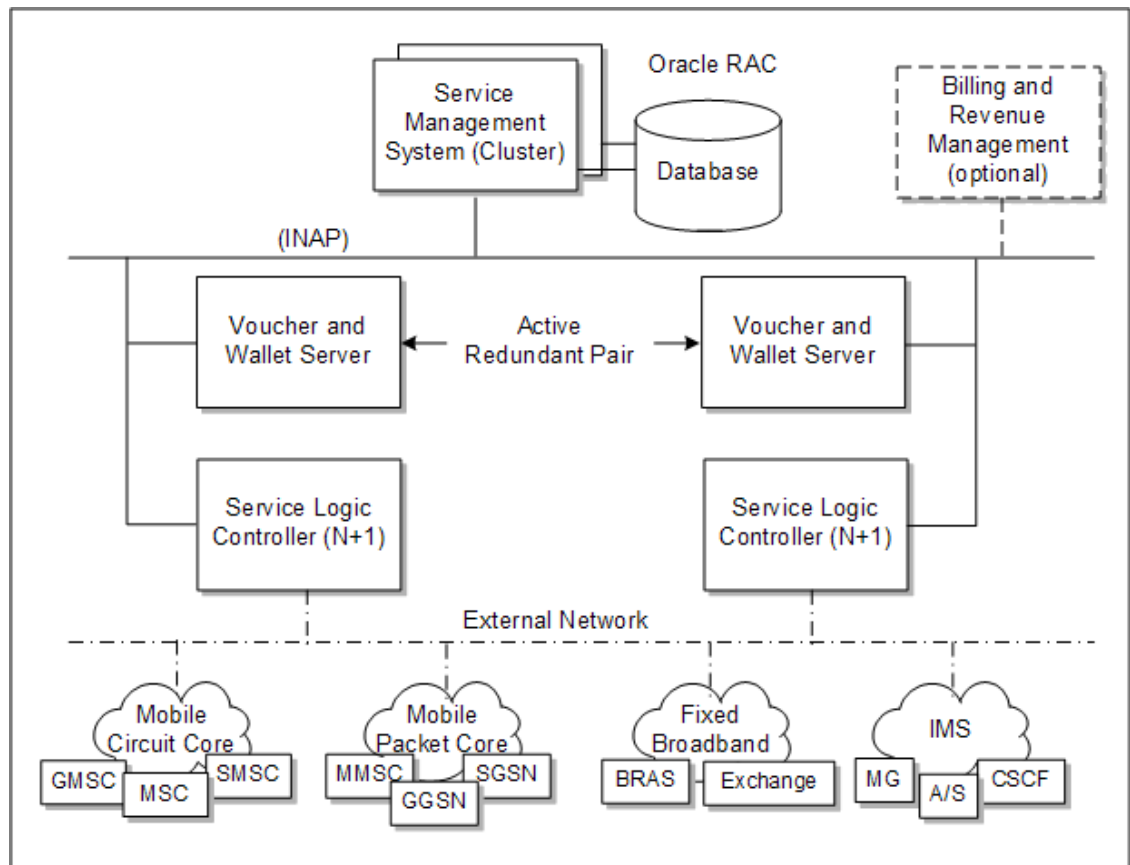 Service
Management
System (Cluster)
Oracle RAC
Database
Billing and
Revenue
Management
(optional)
(INAP)
Voucher and
Wallet Server
Active
Redundant Pair
Voucher and
Wallet Server
Service Logic
Controller (N+1)
Service Logic
Controller (N+1)
External Network
Mobile
Circuit Core
GMSC
MSC
SMSC
Mobile
Packet Core
MMSC
GGSN
SGSN
Fixed
Broadband
BRAS
Exchange
IMS
MG
A/S
CSCF